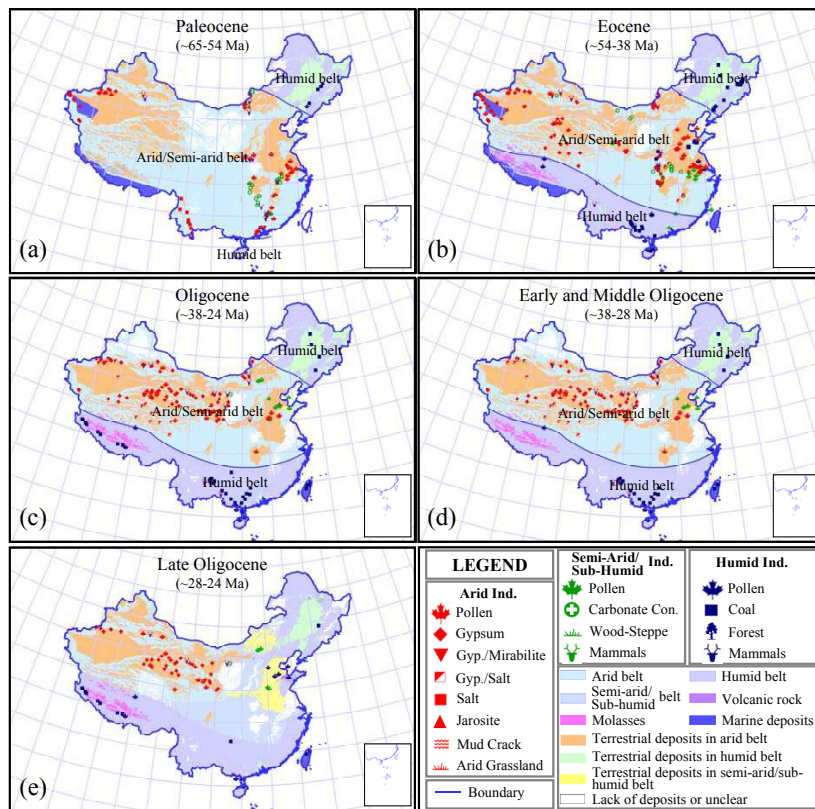 Paleocene
(~65-54 Ma)
Humid belt
Arid/Semi-arid belt
Humid belt
(a)
Eocene
(~54-38 Ma)
Humid belt
Arid/Semi-arid belt
Humid belt
(b)
Oligocene
(~38-24 Ma)
Humid belt
Arid/Semi-arid belt
Humid belt
(c)
Early and Middle Oligocene
(~38-28 Ma)
Humid belt
Arid/Semi-arid belt
Humid belt
(d)
Late Oligocene
(~28-24 Ma)
(e)
LEGEND
Arid Ind.
Pollen
Gypsum
Gyp./Mirabilite
Gyp./Salt
Salt
Jarosite
Mud Crack
Arid Grassland
Boundary
Semi-Arid/
Sub-Humid Ind.
Pollen
Carbonate Con.
Wood-Steppe
Mammals
Humid Ind.
Pollen
Coal
Forest
Mammals
Arid belt
Semi-arid/
Sub-humid belt
Molasses
Humid belt
Volcanic rock
Marine deposits
Terrestrial deposits in arid belt
Terrestrial deposits in humid belt
Terrestrial deposits in semi-arid/sub-
humid belt
Lack of deposits or unclear